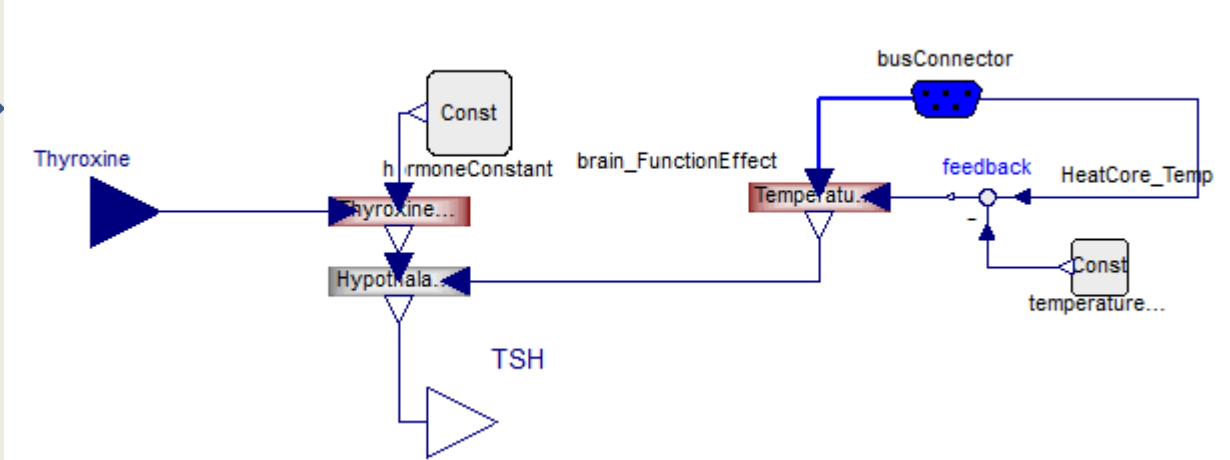 busConnector
Const
Thyroxine
hormoneConstant
brain_FunctionEffect
feedback
HeatCore_Temp
Thyroxine...
Temperatu...
-
Hypothala...
Const
temperature...
TSH